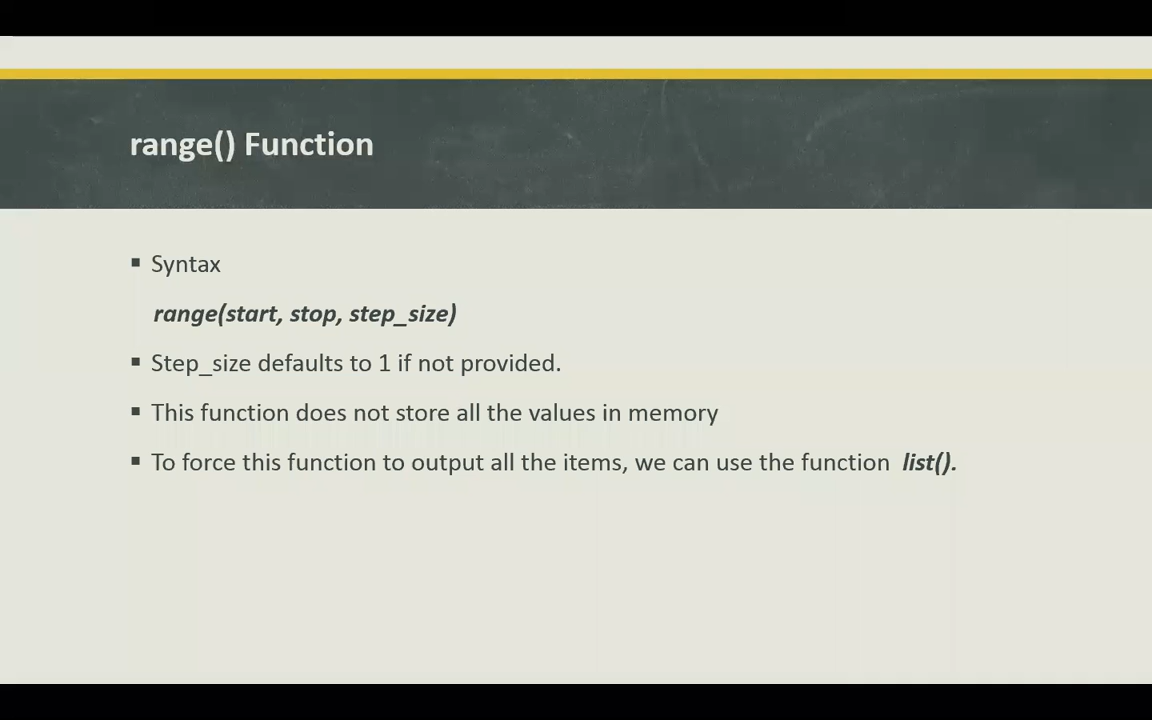 range() Function
Syntax
range(start, stop, step_size)
Step_size defaults to 1 if not provided.
This function does not store all the values in memory
To force this function to output all the items, we can use the function list().